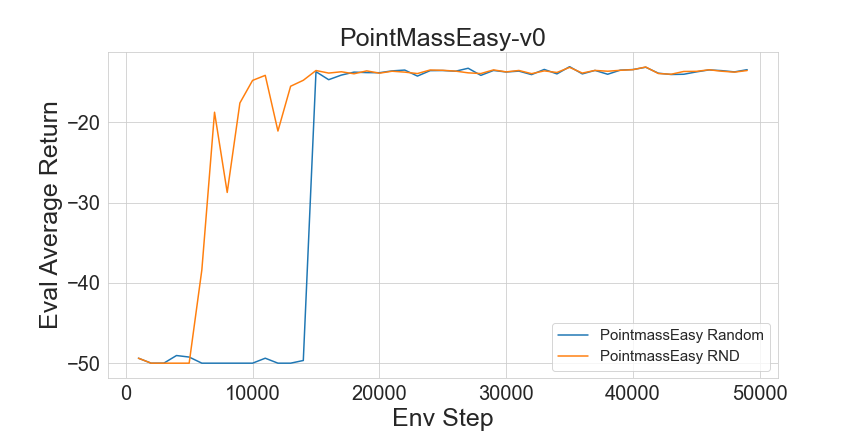 PointMassEasy-v0
Eval Average Return
−20
−30
−40
−50
0
10000
20000
30000
40000
50000
Env Step
PointmassEasy Random
PointmassEasy RND